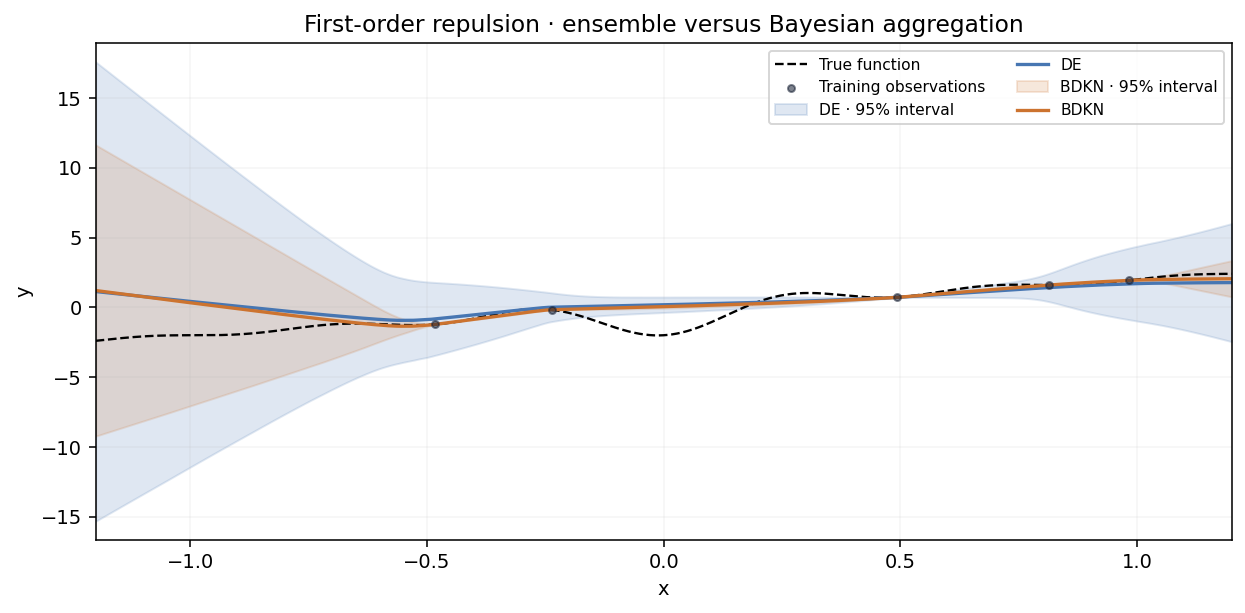 First-order repulsion · ensemble versus Bayesian aggregation
True function
Training observations
DE · 95% interval
DE
BDKN · 95% interval
BDKN
15
10
5
0
−5
−10
−15
y
−1.0
−0.5
0.0
0.5
1.0
x